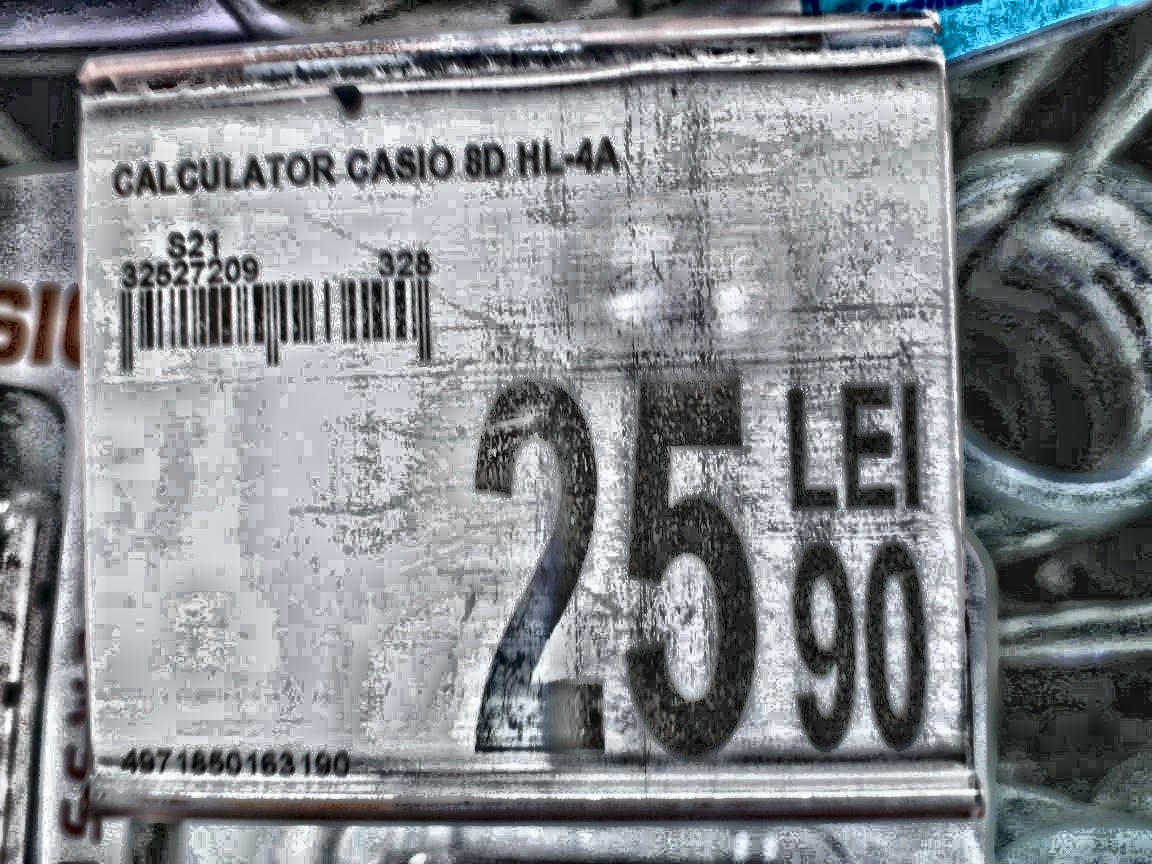 CALCULATOR CASIO 8D HL-4A
S21
32527209 328
25 LEI 90
4971850163190